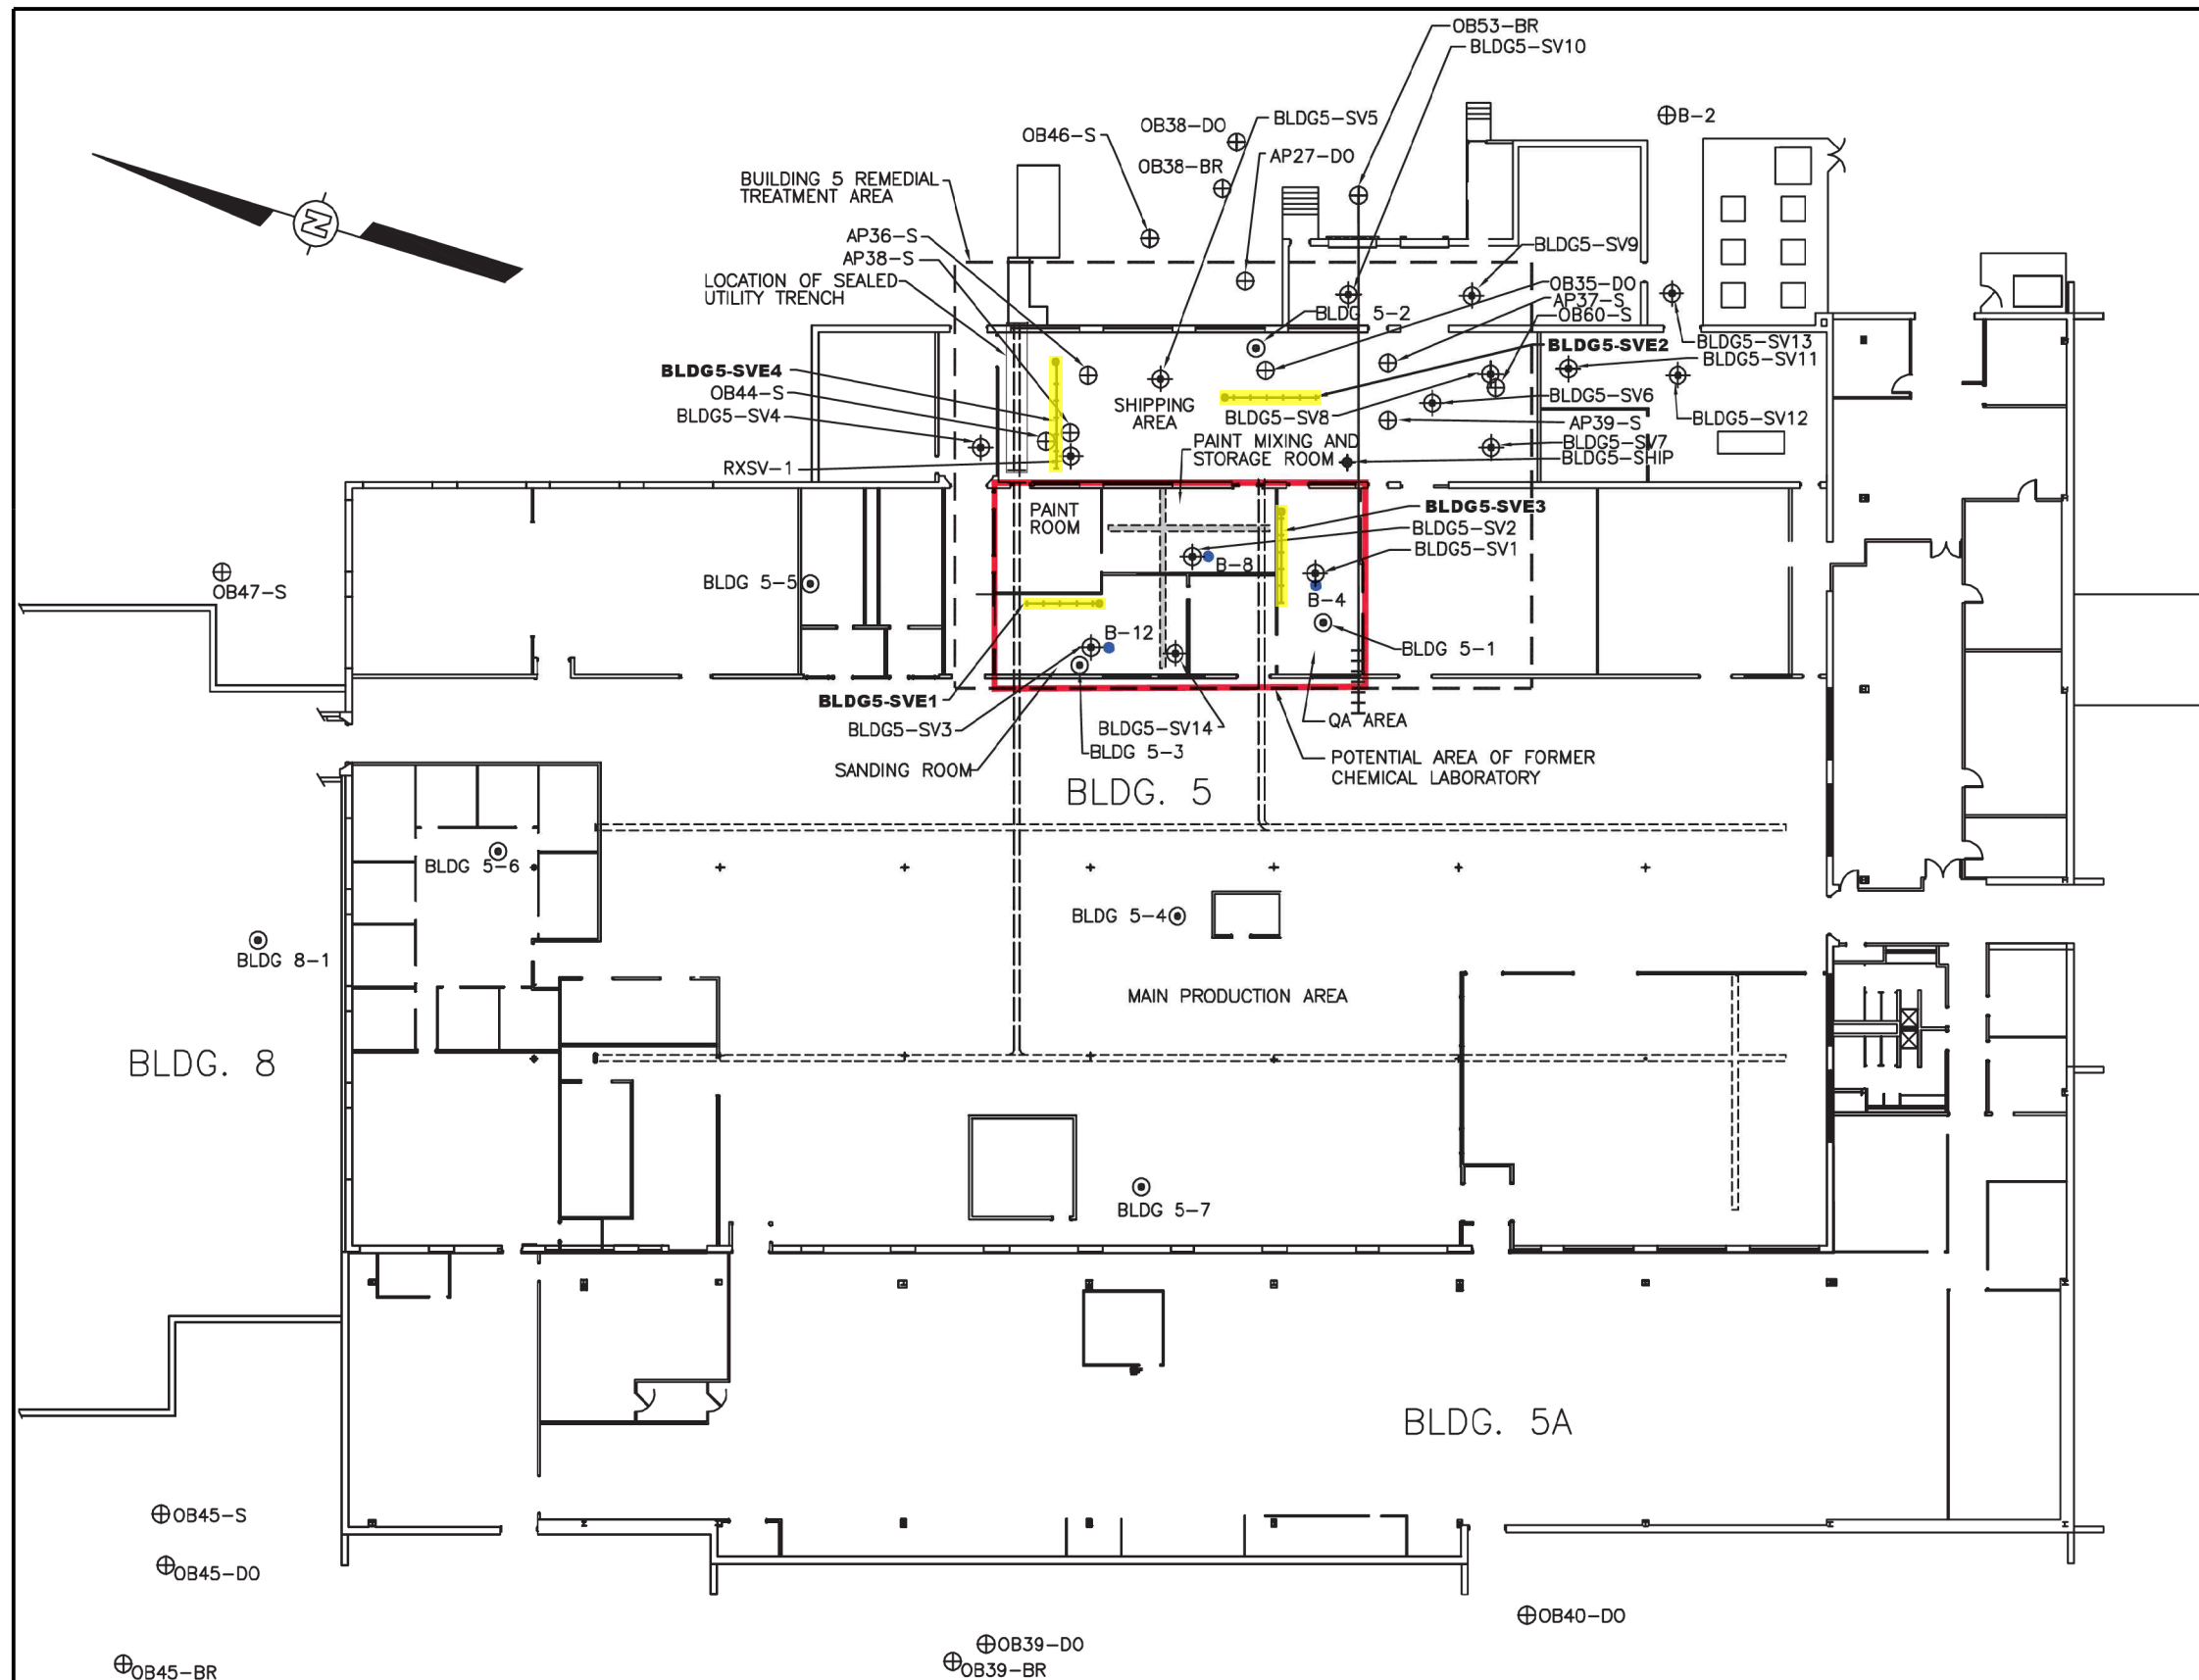 OB53-BR
BLDG5-SV10
B-2
BLDG5-SV5
OB38-DO
OB46-S
AP27-DO
OB38-BR
BUILDING 5 REMEDIAL
TREATMENT AREA
N
AP36-S
BLDG5-SV9
AP38-S
LOCATION OF SEALED
UTILITY TRENCH
OB35-DO
AP37-S
BLDG 5-2
OB60-S
BLDG5-SV13
BLDG5-SVE2
BLDG5-SV11
BLDG5-SVE4
OB44-S
BLDG5-SV6
SHIPPING
AREA
BLDG5-SV4
BLDG5-SV8
BLDG5-SV12
AP39-S
PAINT MIXING AND
STORAGE ROOM
BLDG5-SV7
BLDG5-SHIP
RXSV-1
PAINT
ROOM
BLDG5-SVE3
BLDG5-SV2
BLDG5-SV1
B-8
BLDG 5-5
OB47-S
B-4
B-12
BLDG 5-1
BLDG5-SVE1
QA AREA
BLDG5-SV3
BLDG5-SV14
BLDG 5-3
POTENTIAL AREA OF FORMER
CHEMICAL LABORATORY
SANDING ROOM
BLDG. 5
BLDG 5-6
BLDG 5-4
BLDG 8-1
MAIN PRODUCTION AREA
BLDG. 8
BLDG 5-7
BLDG. 5A
OB45-S
OB45-DO
OB40-DO
OB39-DO
OB39-BR
OB45-BR